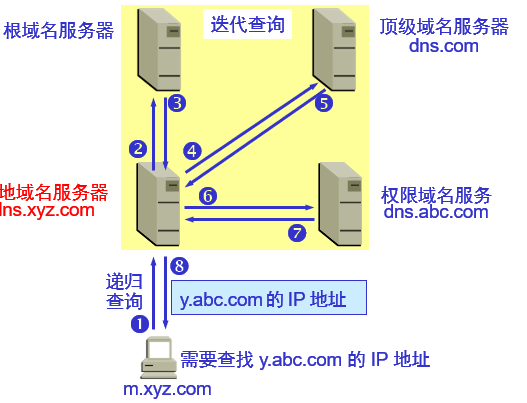 根域名服务器
迭代查询
顶级域名服务器
dns.com
③
⑤
②
④
地域名服务器
dns.xyz.com
⑥
权限域名服务
dns.abc.com
⑦
递归
查询
⑧
y.abc.com 的 IP 地址
①
需要查找 y.abc.com 的 IP 地址
m.xyz.com